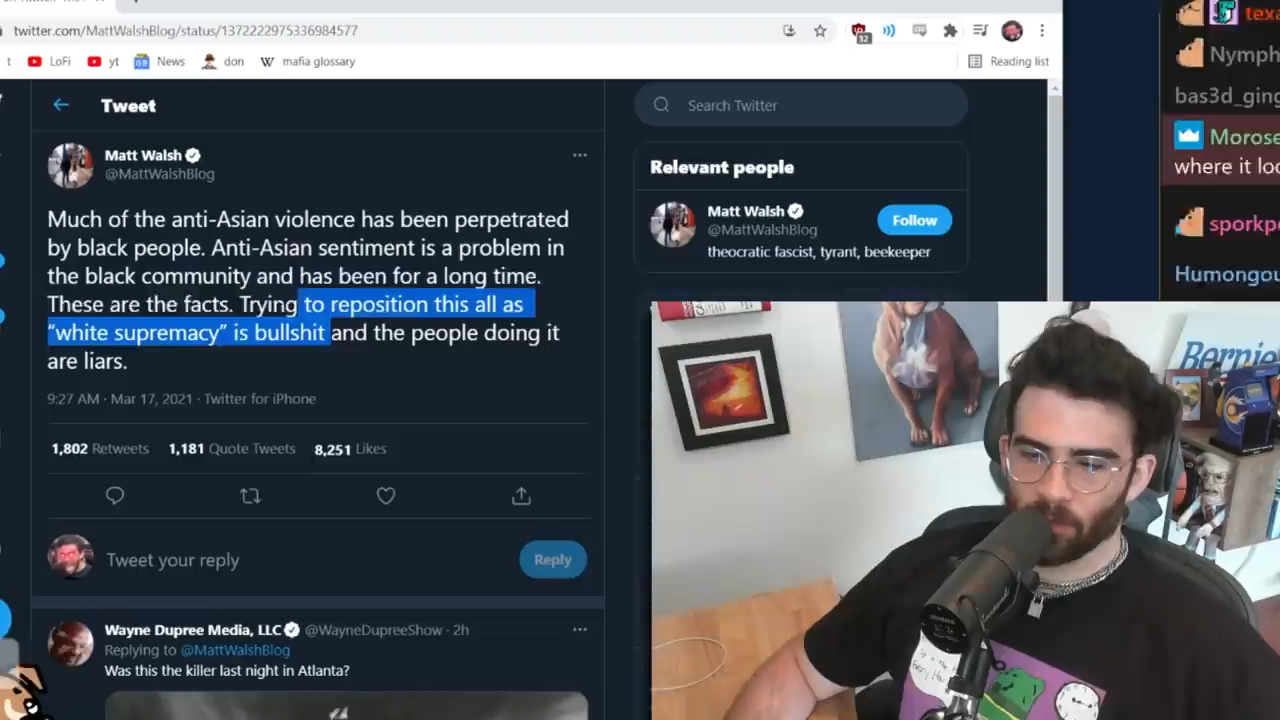 twitter.com/MattWalshBlog/status/1372222975336984577
32
t LoFi yt News don mafia glossary Reading list
Tweet
Search Twitter
Matt Walsh
@MattWalshBlog
Much of the anti-Asian violence has been perpetrated
by black people. Anti-Asian sentiment is a problem in
the black community and has been for a long time.
These are the facts. Trying to reposition this all as
“white supremacy” is bullshit and the people doing it
are liars.
9:27 AM · Mar 17, 2021 · Twitter for iPhone
1,802 Retweets 1,181 Quote Tweets 8,251 Likes
Tweet your reply
Reply
Wayne Dupree Media, LLC @WayneDupreeShow · 2h
Replying to @MattWalshBlog
Was this the killer last night in Atlanta?
Relevant people
Matt Walsh
@MattWalshBlog
Follow
theocratic fascist, tyrant, beekeeper
texa
Nymph
bas3d_ging
Morose
where it loo
sporkp
Humongou
Bernie